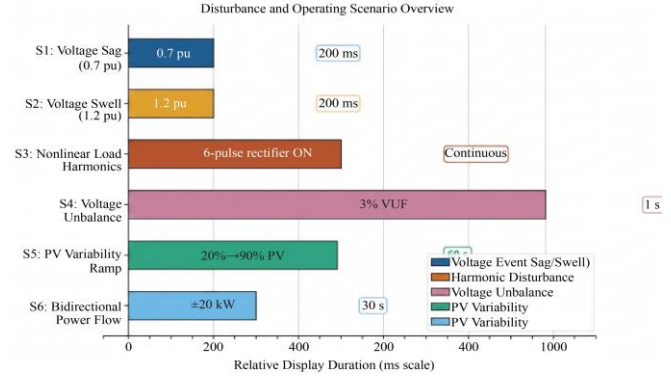 Disturbance and Operating Scenario Overview
S1: Voltage Sag
(0.7 pu)
0.7 pu
200 ms
S2: Voltage Swell
(1.2 pu)
1.2 pu
200 ms
S3: Nonlinear Load
Harmonics
6-pulse rectifier ON
Continuous
S4: Voltage
Unbalance
3% VUF
1 s
S5: PV Variability
Ramp
20%→90% PV
S6: Bidirectional
Power Flow
±20 kW
30 s
Voltage Event Sag/Swell)
Harmonic Disturbance
Voltage Unbalance
PV Variability
PV Variability
0 200 400 200 400 1000
Relative Display Duration (ms scale)